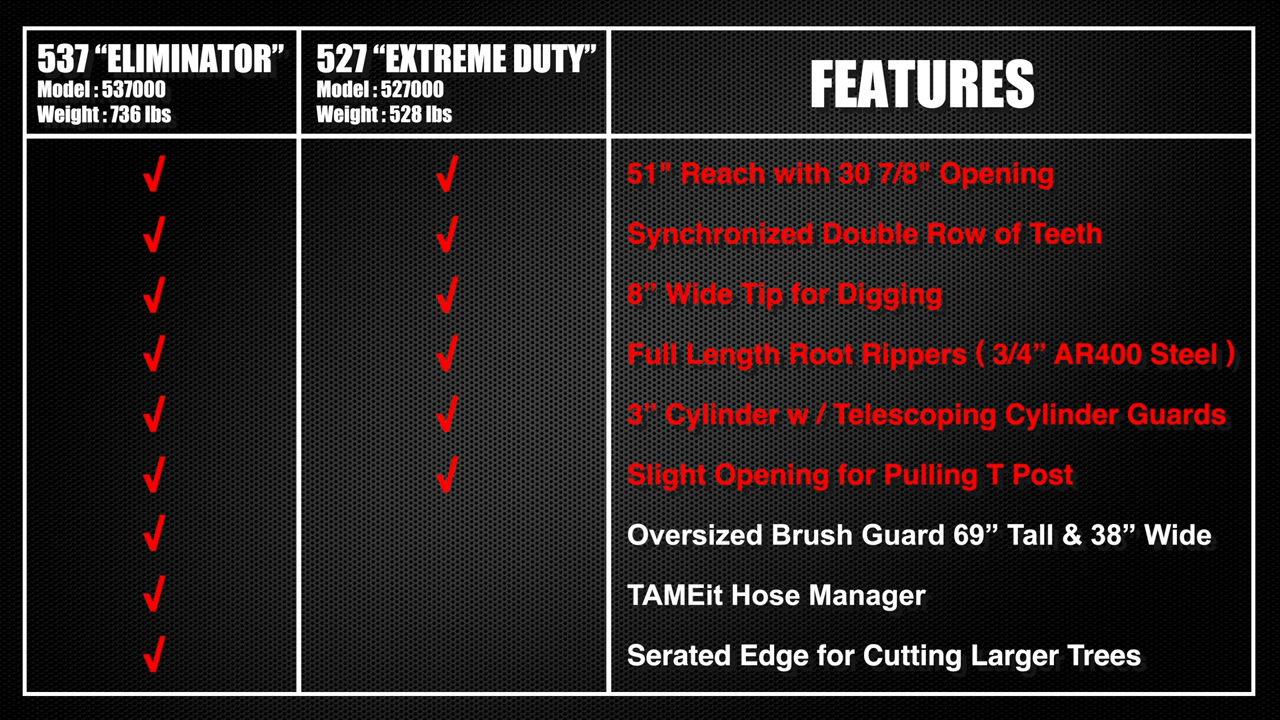 537 “ELIMINATOR”
Model : 537000
Weight : 736 lbs
527 “EXTREME DUTY”
Model : 527000
Weight : 528 lbs
FEATURES
√ √ 51" Reach with 30 7/8" Opening
√ √ Synchronized Double Row of Teeth
√ √ 8” Wide Tip for Digging
√ √ Full Length Root Rippers ( 3/4” AR400 Steel )
√ √ 3” Cylinder w / Telescoping Cylinder Guards
√ √ Slight Opening for Pulling T Post
√ Oversized Brush Guard 69” Tall & 38” Wide
√ TAMEit Hose Manager
√ Serated Edge for Cutting Larger Trees